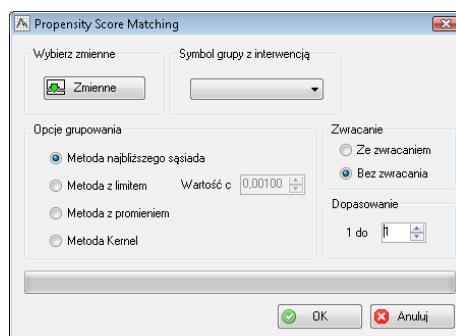 Propensity Score Matching
Wybierz zmienne
Zmienne
Symbol grupy z interwencją
Opcje grupowania
Metoda najbliższego sąsiada
Metoda z limitem Wartość c 0,00100
Metoda z promieniem
Metoda Kernel
Zwracanie
Ze zwracaniem
Bez zwracania
Dopasowanie
1 do 1
OK Anuluj